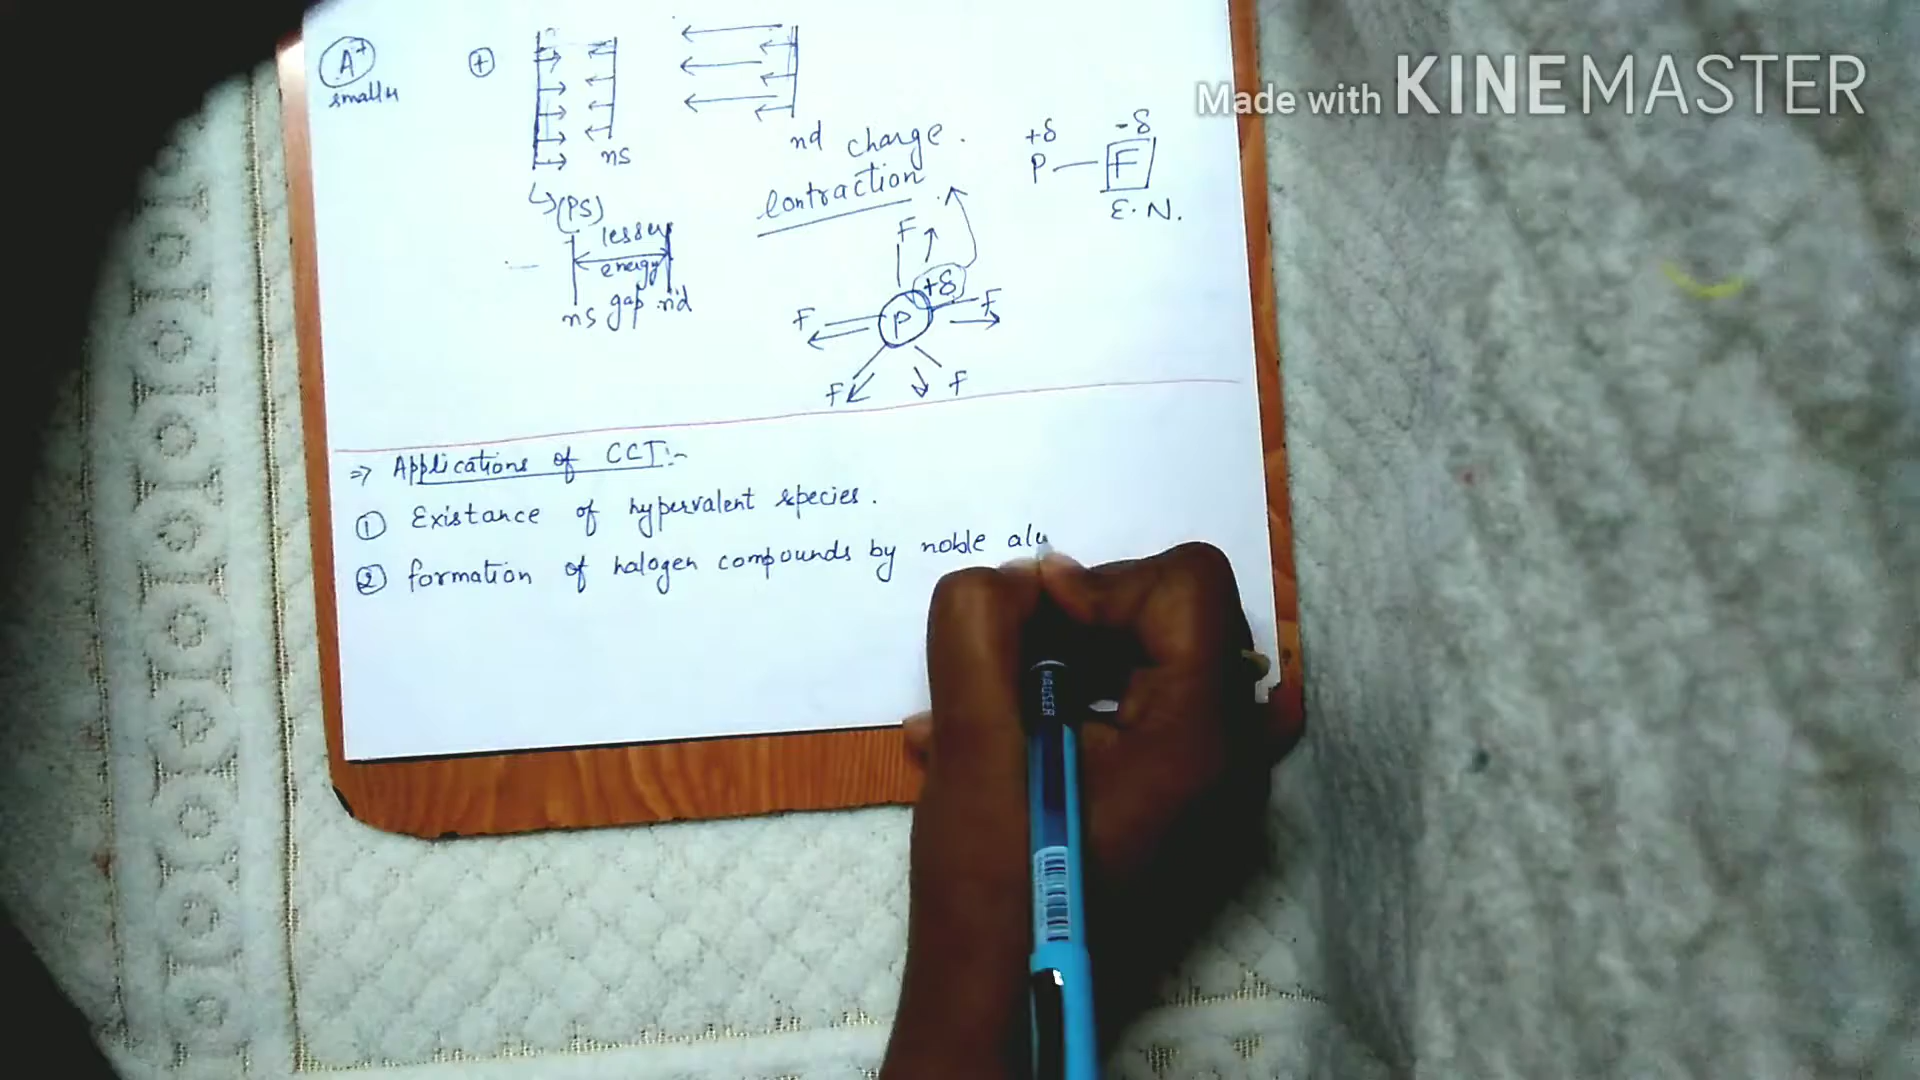 Made with KINEMASTER
A+
smaller
+
ns
nd charge.
contraction
↳(PS)
lesser
energy
ns gap nd
+δ -δ
P — F
E.N.
F
+δ
F P F
F F
⇒ Applications of CCT:-
① Existance of hypervalent species.
② formation of halogen compounds by noble
HAUSER